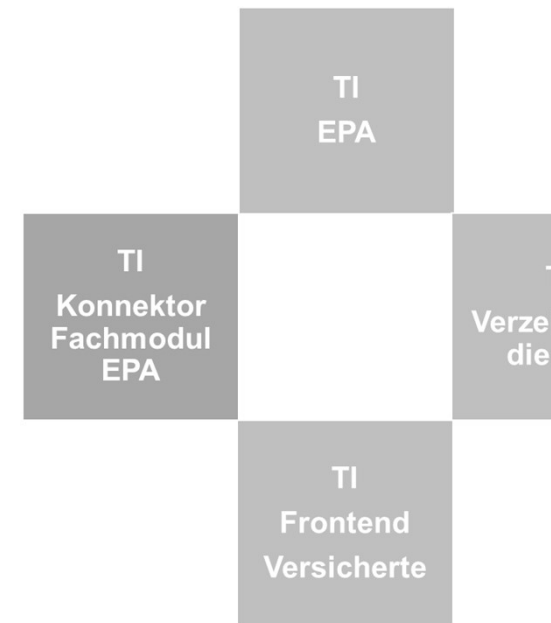 TI
EPA
TI
Konnektor
Fachmodul
EPA
TI
Frontend
Versicherte